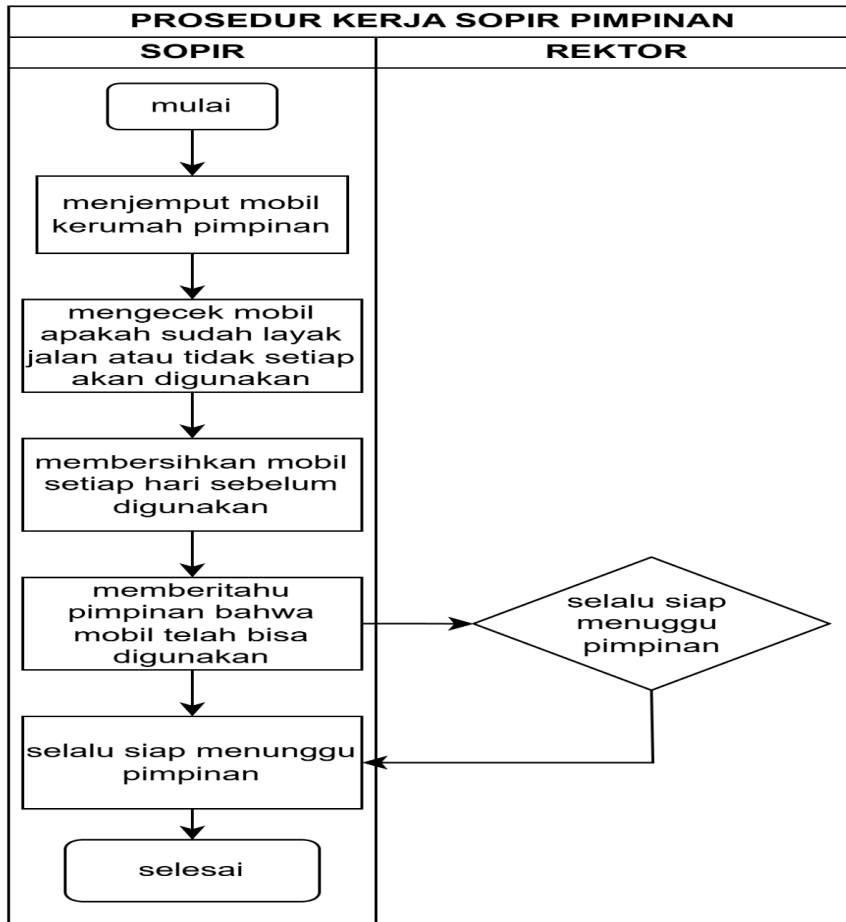 PROSEDUR KERJA SOPIR PIMPINAN
SOPIR
REKTOR
mulai
menjemput mobil
kerumah pimpinan
mengecek mobil
apakah sudah layak
jalan atau tidak setiap
akan digunakan
membersihkan mobil
setiap hari sebelum
digunakan
memberitahu
pimpinan bahwa
mobil telah bisa
digunakan
selalu siap
menuggu
pimpinan
selalu siap menunggu
pimpinan
selesai